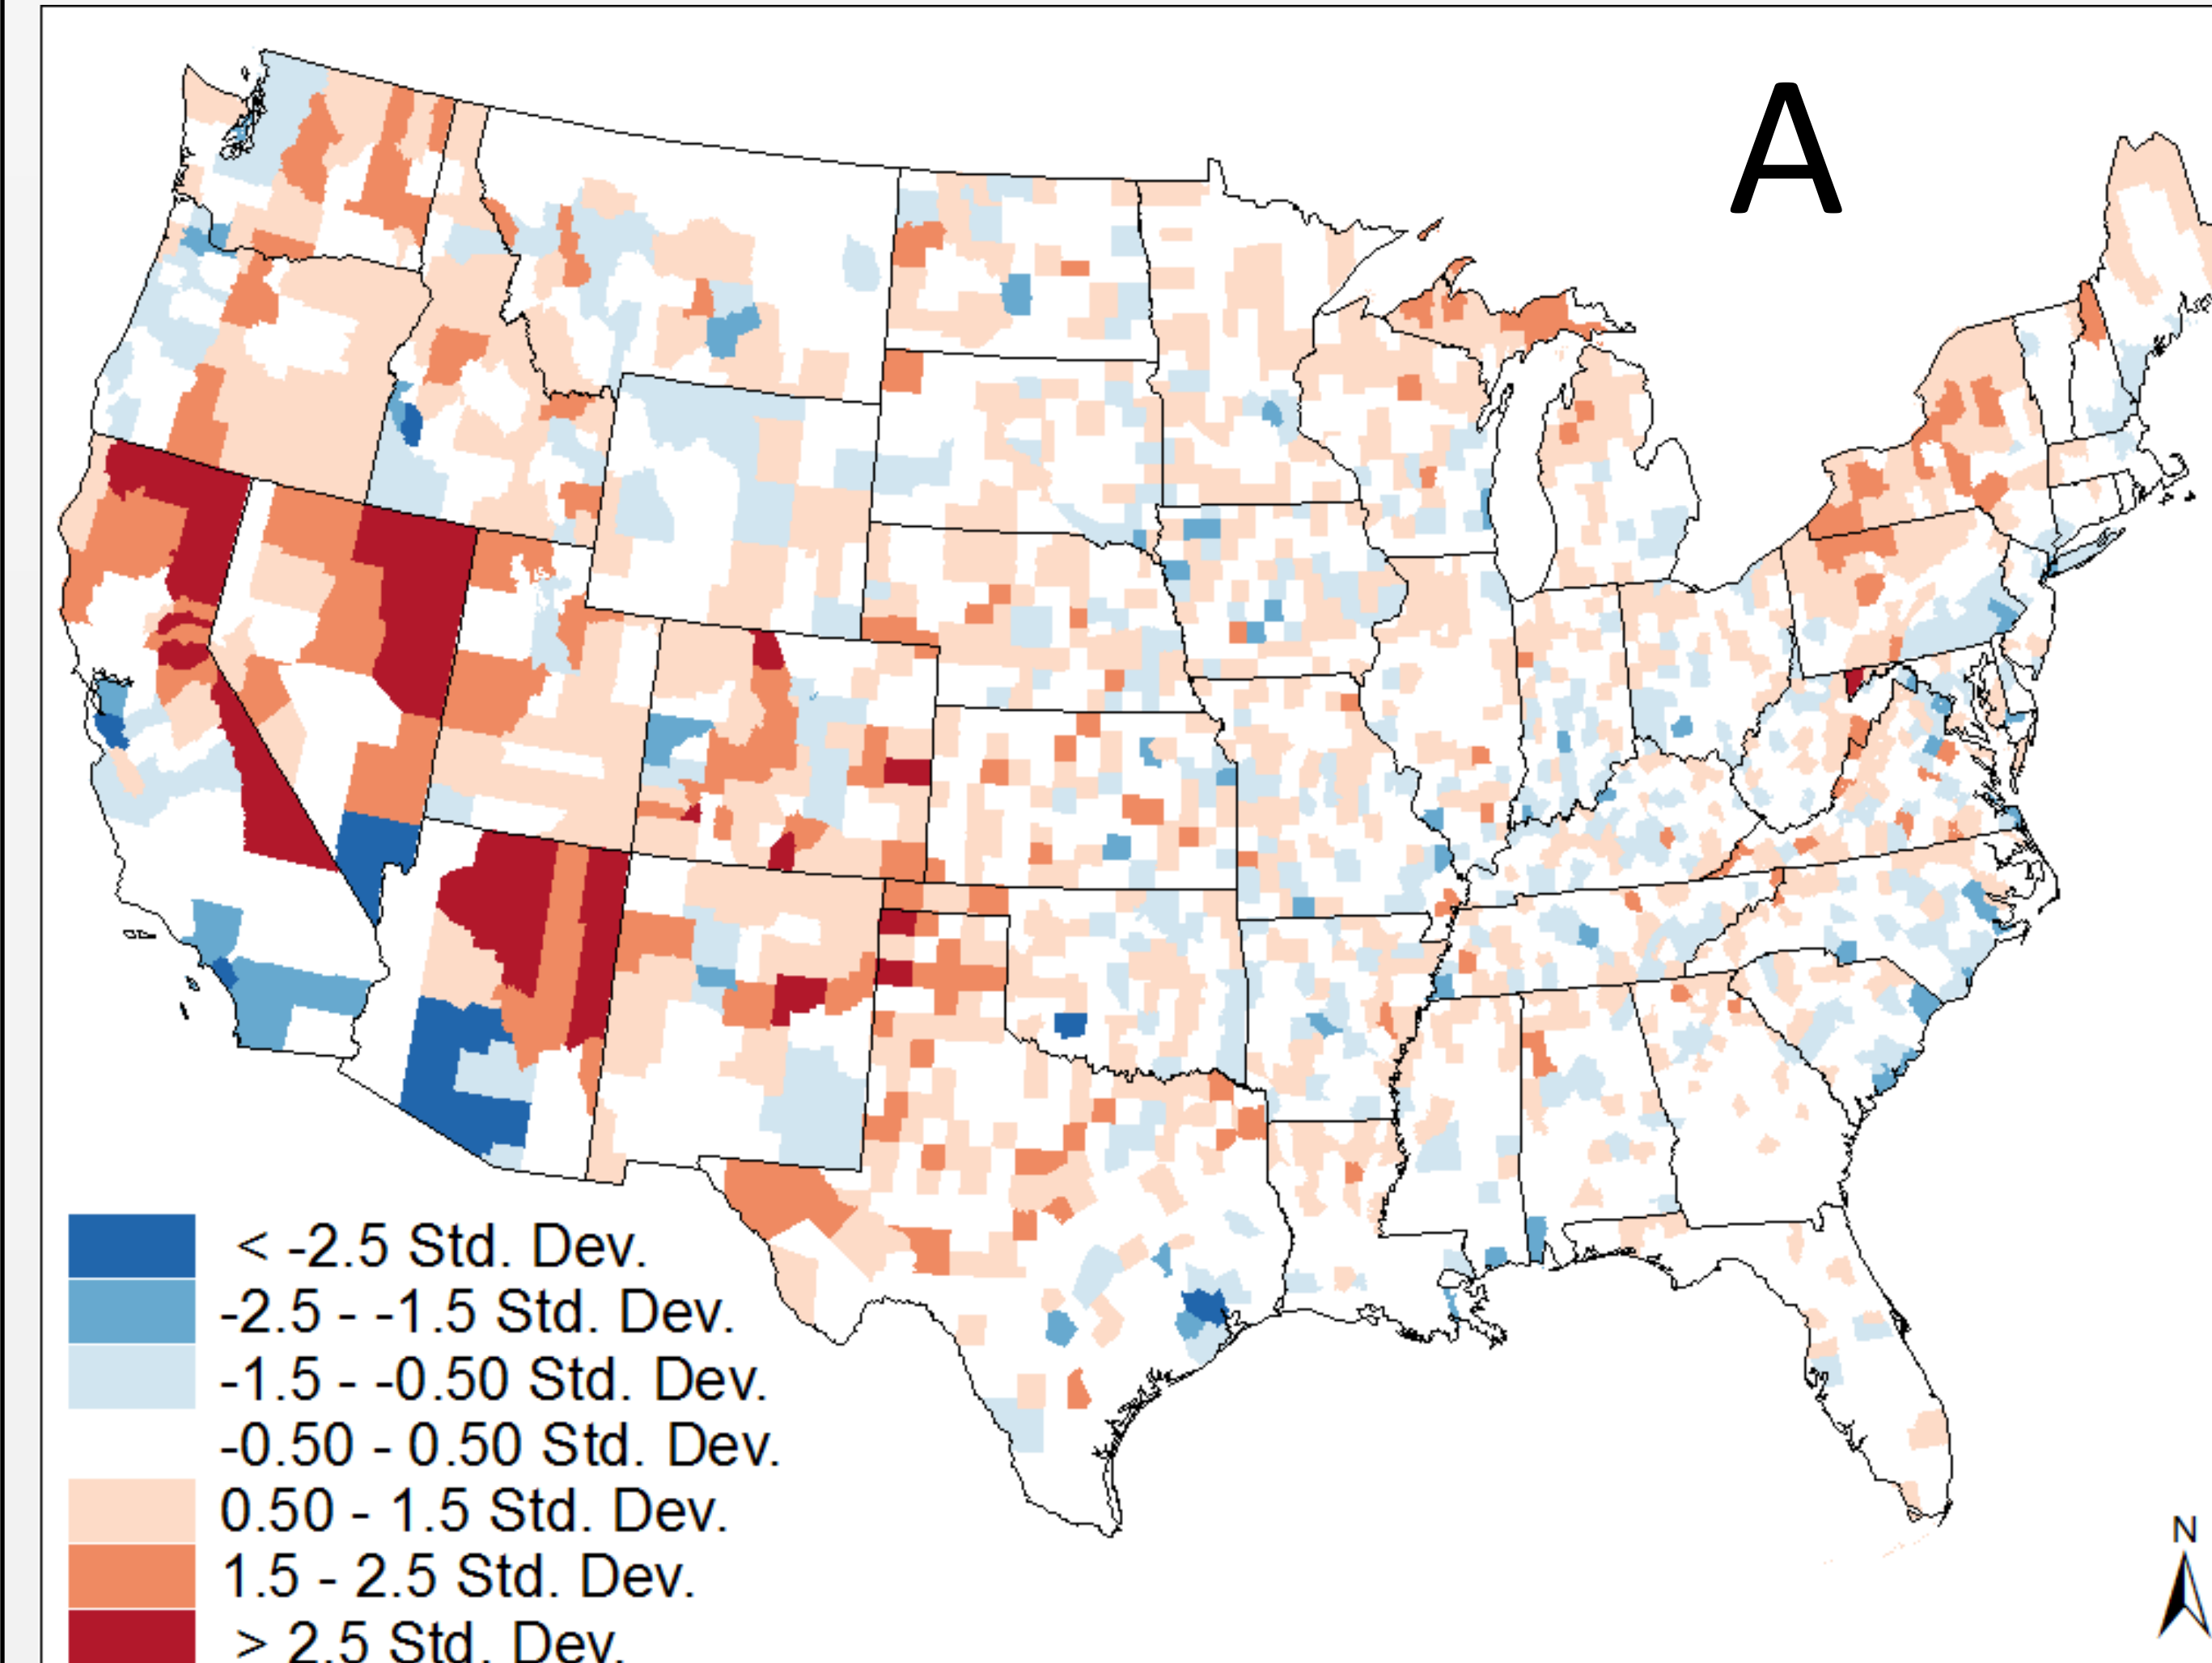 A
< -2.5 Std. Dev.
-2.5 - -1.5 Std. Dev.
-1.5 - -0.50 Std. Dev.
-0.50 - 0.50 Std. Dev.
0.50 - 1.5 Std. Dev.
1.5 - 2.5 Std. Dev.
> 2.5 Std. Dev.
N